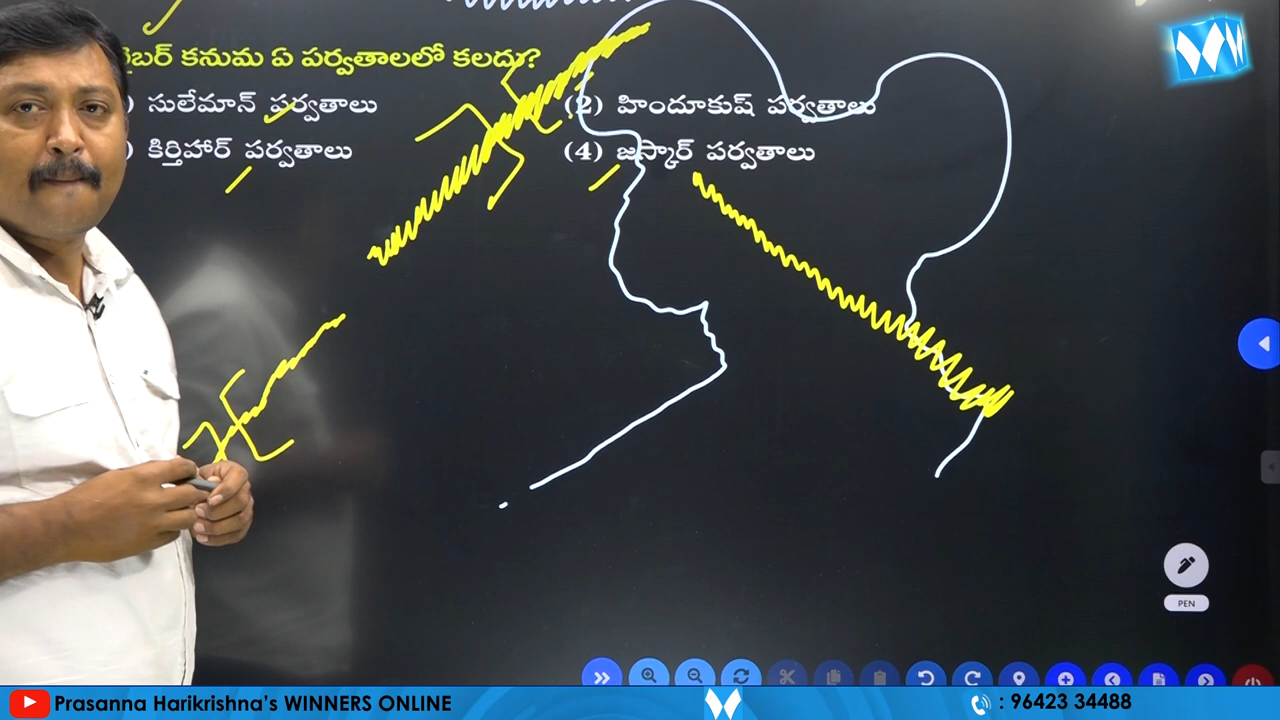 కనుమ ఏ పర్వతాలలో కలదు?
సులేమాన్ పర్వతాలు (2) హిందూకుష్ పర్వతాలు
కిర్తిహార్ పర్వతాలు (4) జస్కార్ పర్వతాలు
PEN
Prasanna Harikrishna's WINNERS ONLINE : 96423 34488